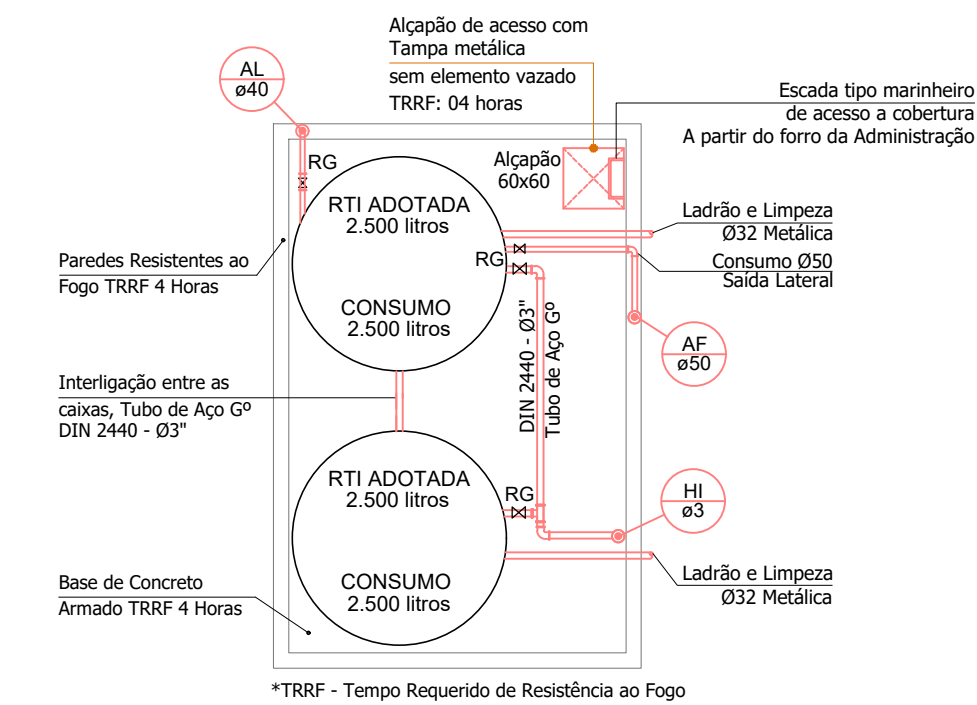 Alçapão de acesso com
Tampa metálica
sem elemento vazado
TRRF: 04 horas
AL
ø40
Escada tipo marinheiro
de acesso a cobertura
A partir do forro da Administração
RG
Alçapão
60x60
RTI ADOTADA
2.500 litros
Ladrão e Limpeza
Ø32 Metálica
RG
Consumo Ø50
Saída Lateral
Paredes Resistentes ao
Fogo TRRF 4 Horas
CONSUMO
2.500 litros
DIN 2440 - Ø3"
Tubo de Aço Gº
AF
ø50
Interligação entre as
caixas, Tubo de Aço Gº
DIN 2440 - Ø3"
RTI ADOTADA
2.500 litros
RG
HI
ø3
Base de Concreto
Armado TRRF 4 Horas
CONSUMO
2.500 litros
Ladrão e Limpeza
Ø32 Metálica
*TRRF - Tempo Requerido de Resistência ao Fogo